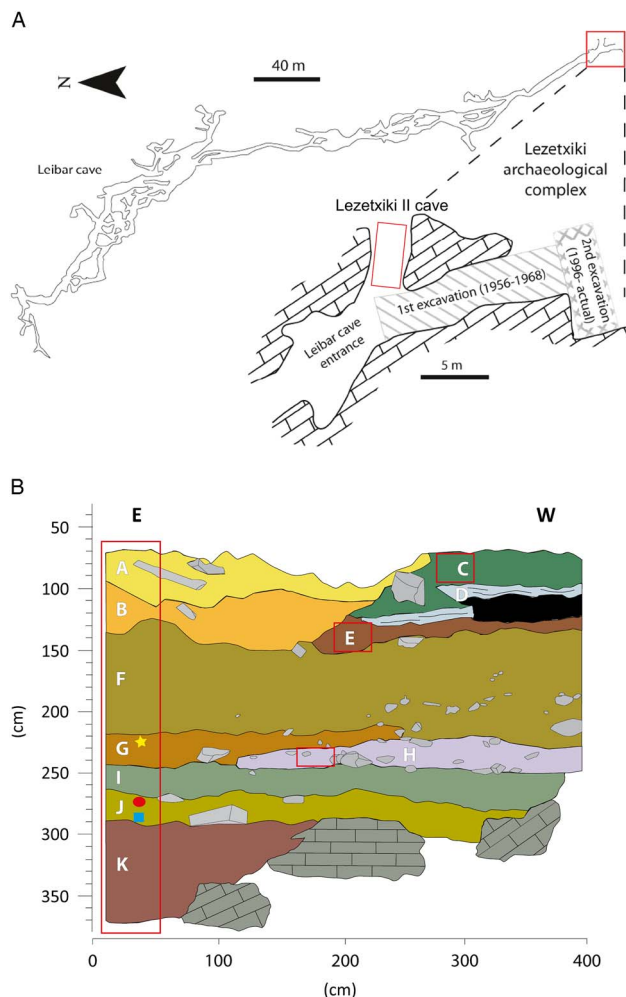 A
N
40 m
Leibar cave
Lezetxiki
archaeological
complex
Lezetxiki II cave
1st excavation (1956-1968)
2nd excavation
(1996- actual)
Leibar cave
entrance
5 m
B
E
W
50
100
150
200
250
300
350
(cm)
A
B
C
D
E
F
G
H
I
J
K
0
100
200
300
400
(cm)